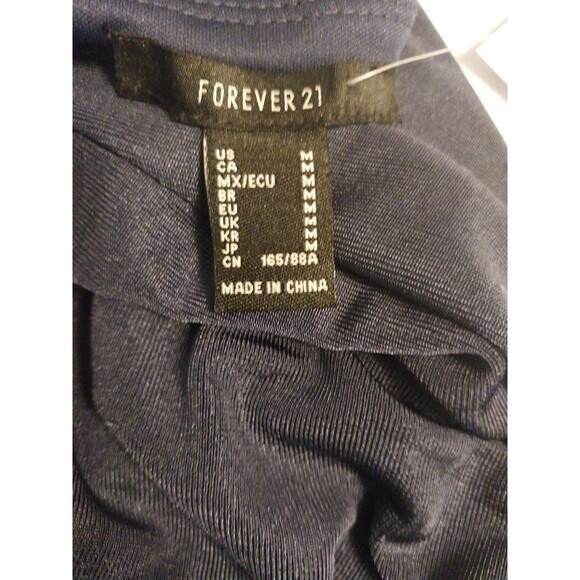 FOREVER 21
US M
CA M
MX/ECU M
BR M
EU M
UK M
KR M
JP M
CN 165/88A
MADE IN CHINA